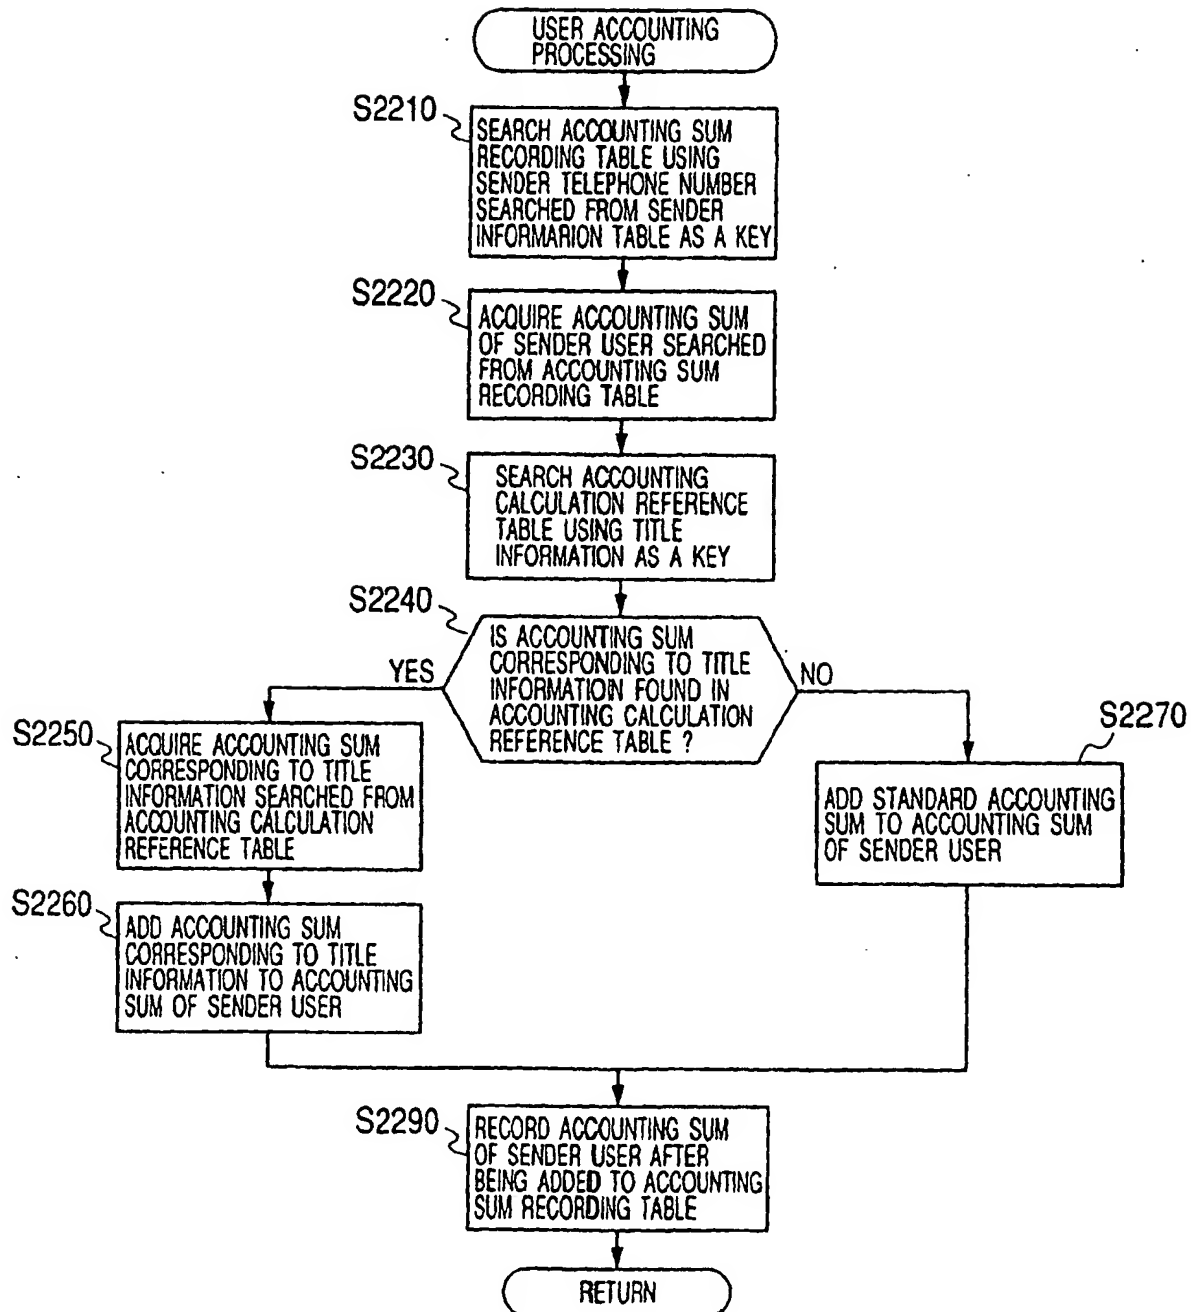 USER ACCOUNTING
PROCESSING
S2210
SEARCH ACCOUNTING SUM
RECORDING TABLE USING
SENDER TELEPHONE NUMBER
SEARCHED FROM SENDER
INFORMARION TABLE AS A KEY
S2220
ACQUIRE ACCOUNTING SUM
OF SENDER USER SEARCHED
FROM ACCOUNTING SUM
RECORDING TABLE
S2230
SEARCH ACCOUNTING
CALCULATION REFERENCE
TABLE USING TITLE
INFORMATION AS A KEY
S2240
IS ACCOUNTING SUM
CORRESPONDING TO TITLE
INFORMATION FOUND IN
ACCOUNTING CALCULATION
REFERENCE TABLE ?
YES
NO
S2250
ACQUIRE ACCOUNTING SUM
CORRESPONDING TO TITLE
INFORMATION SEARCHED FROM
ACCOUNTING CALCULATION
REFERENCE TABLE
S2270
ADD STANDARD ACCOUNTING
SUM TO ACCOUNTING SUM
OF SENDER USER
S2260
ADD ACCOUNTING SUM
CORRESPONDING TO TITLE
INFORMATION TO ACCOUNTING
SUM OF SENDER USER
S2290
RECORD ACCOUNTING SUM
OF SENDER USER AFTER
BEING ADDED TO ACCOUNTING
SUM RECORDING TABLE
RETURN